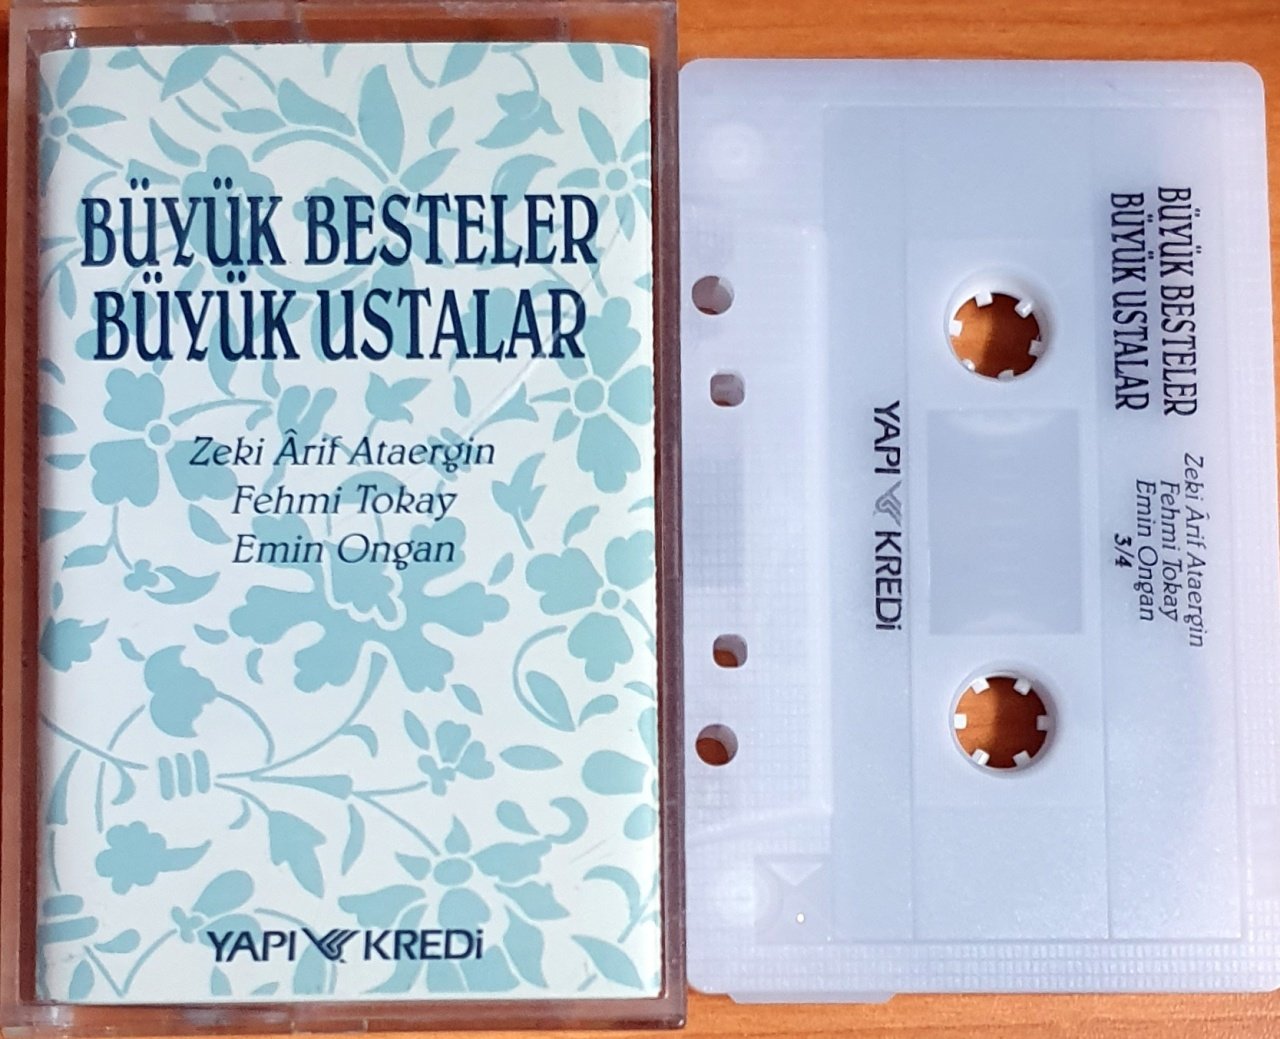 BÜYÜK BESTELER
BÜYÜK USTALAR
Zeki Ârif Ataergin
Fehmi Tokay
Emin Ongan
YAPI KREDi
BÜYÜK BESTELER
BÜYÜK USTALAR
Zeki Ârif Ataergin
Fehmi Tokay
Emin Ongan
3/4
YAPI KREDi